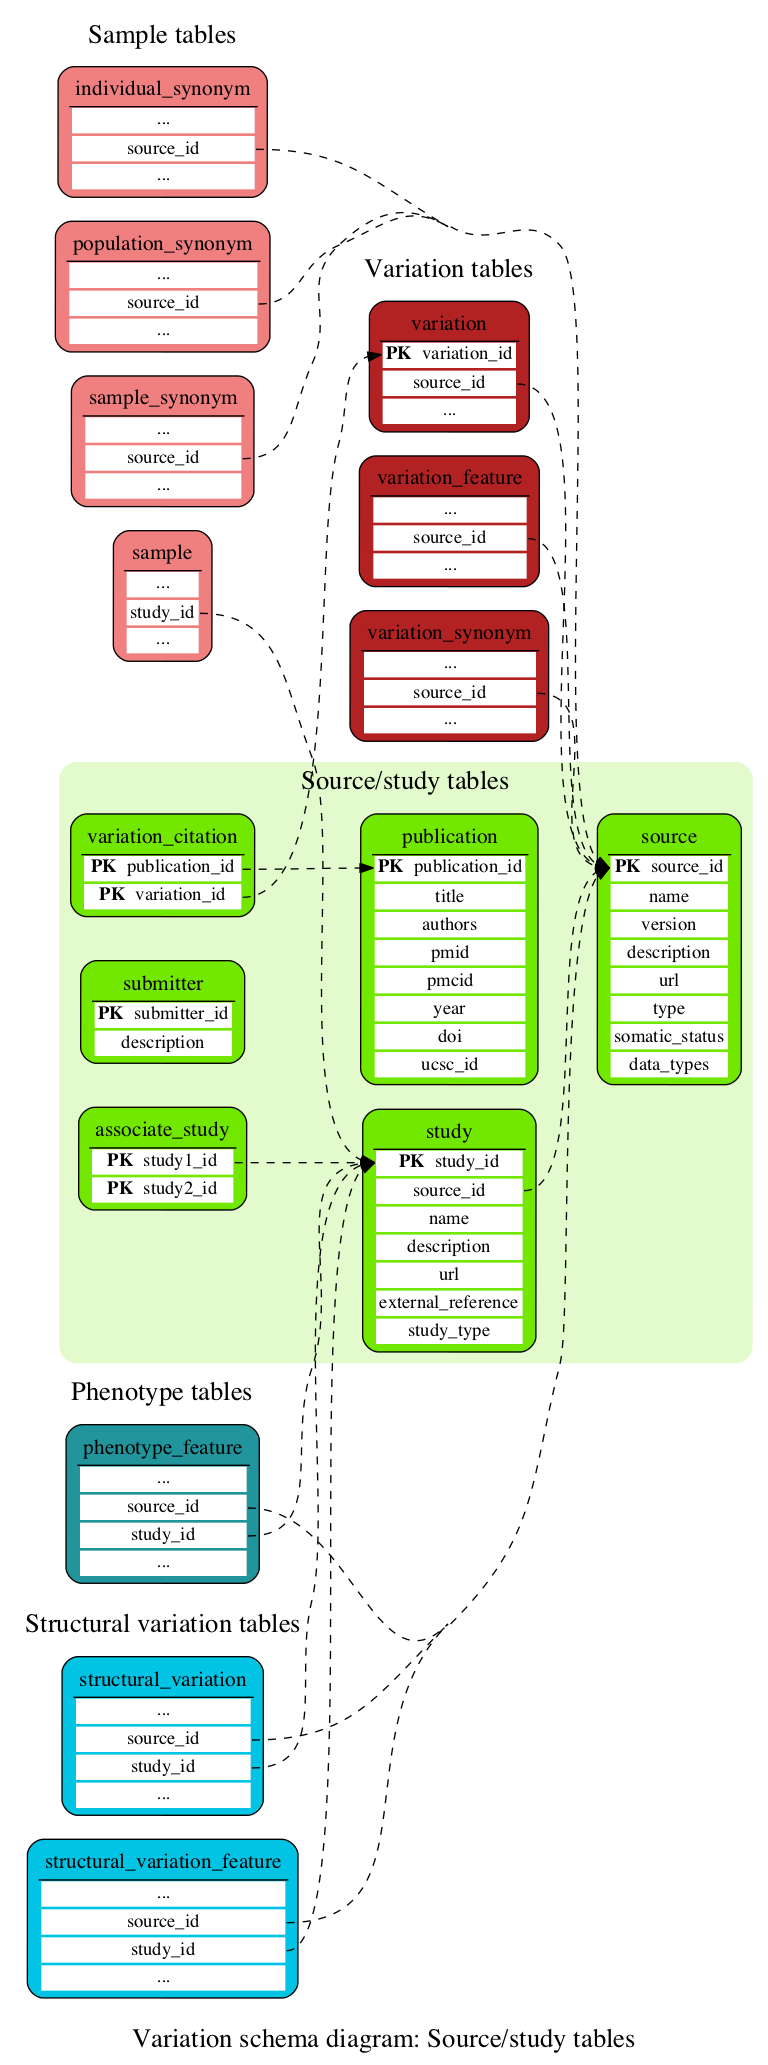 Sample tables
individual_synonym
...
source_id
...
population_synonym
...
source_id
...
sample_synonym
...
source_id
...
sample
...
study_id
...
Variation tables
variation
PK variation_id
source_id
...
variation_feature
...
source_id
...
variation_synonym
...
source_id
...
Source/study tables
variation_citation
PK publication_id
PK variation_id
submitter
PK submitter_id
description
associate_study
PK study1_id
PK study2_id
publication
PK publication_id
title
authors
pmid
pmcid
year
doi
ucsc_id
study
PK study_id
source_id
name
description
url
external_reference
study_type
source
PK source_id
name
version
description
url
type
somatic_status
data_types
Phenotype tables
phenotype_feature
...
source_id
study_id
...
Structural variation tables
structural_variation
...
source_id
study_id
...
structural_variation_feature
...
source_id
study_id
...
Variation schema diagram: Source/study tables